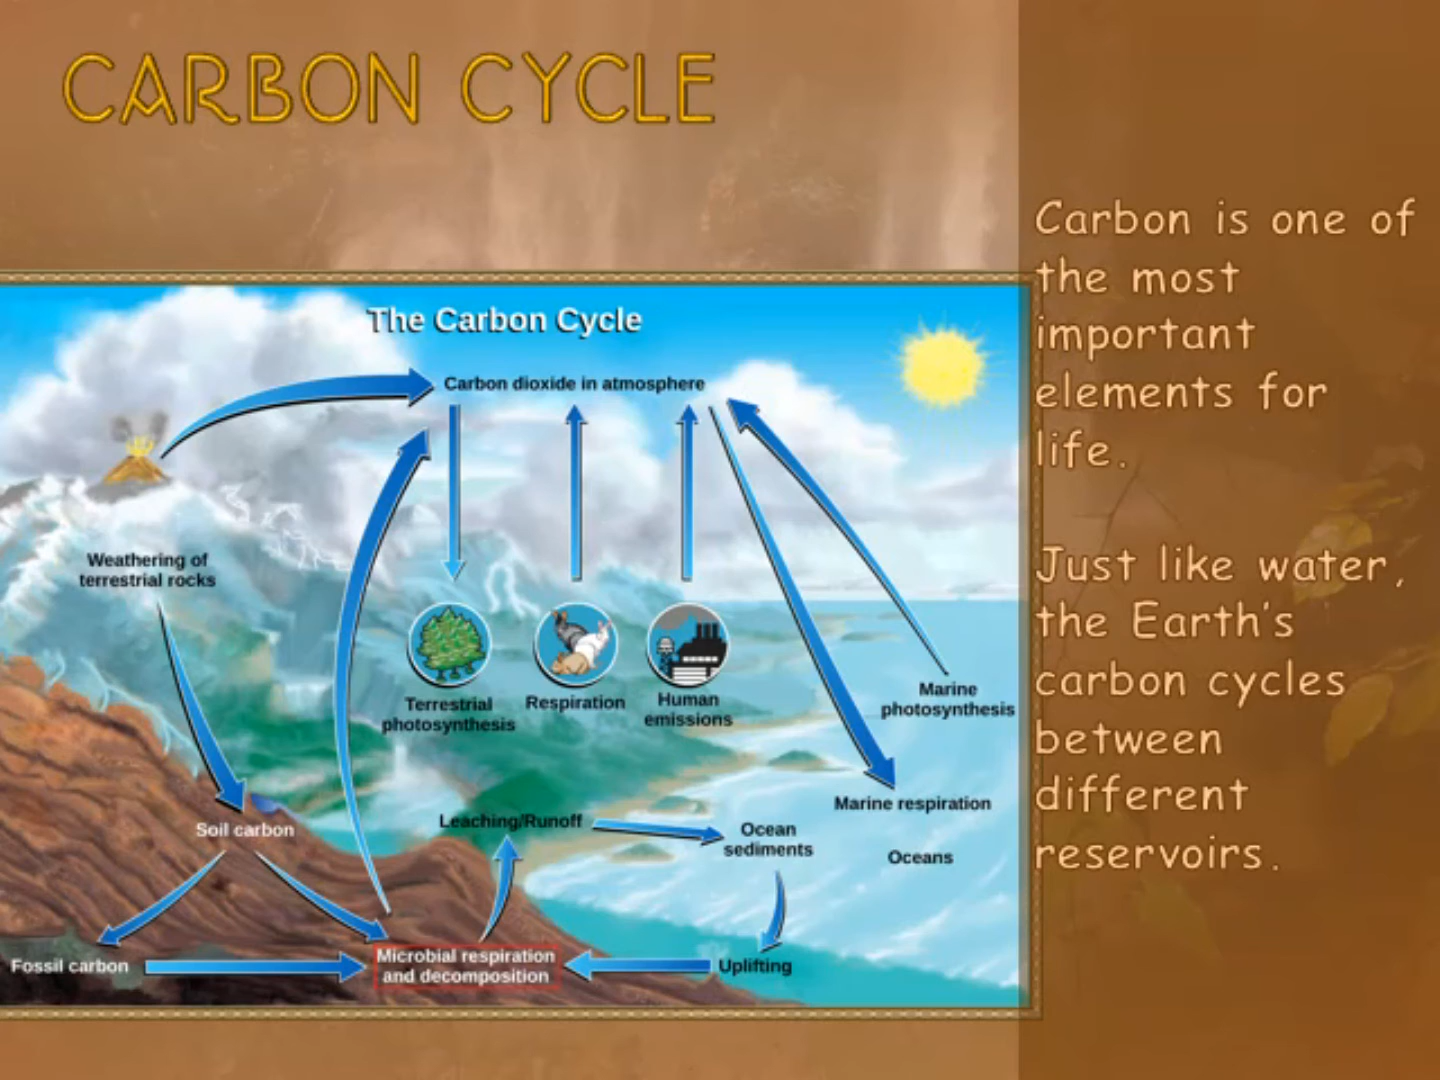 CARBON CYCLE
Carbon is one of
the most
important
elements for
life.
Just like water,
the Earth's
carbon cycles
between
different
reservoirs.
The Carbon Cycle
Carbon dioxide in atmosphere
Weathering of
terrestrial rocks
Terrestrial
photosynthesis
Respiration
Human
emissions
Marine
photosynthesis
Marine respiration
Oceans
Soil carbon
Leaching/Runoff
Ocean
sediments
Fossil carbon
Microbial respiration
and decomposition
Uplifting